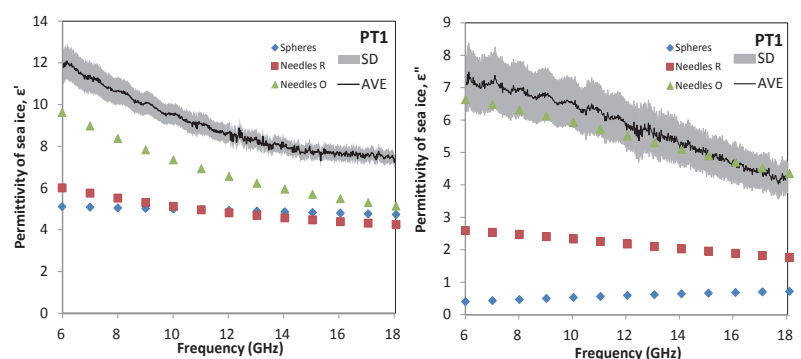 PT1
Spheres
Needles R
Needles O
SD
AVE
Permittivity of sea ice, ε'
14
12
10
8
6
4
2
0
6 8 10 12 14 16 18
Frequency (GHz)
PT1
Spheres
Needles R
Needles O
SD
AVE
Permittivity of sea ice, ε"
9
8
7
6
5
4
3
2
1
0
6 8 10 12 14 16 18
Frequency (GHz)